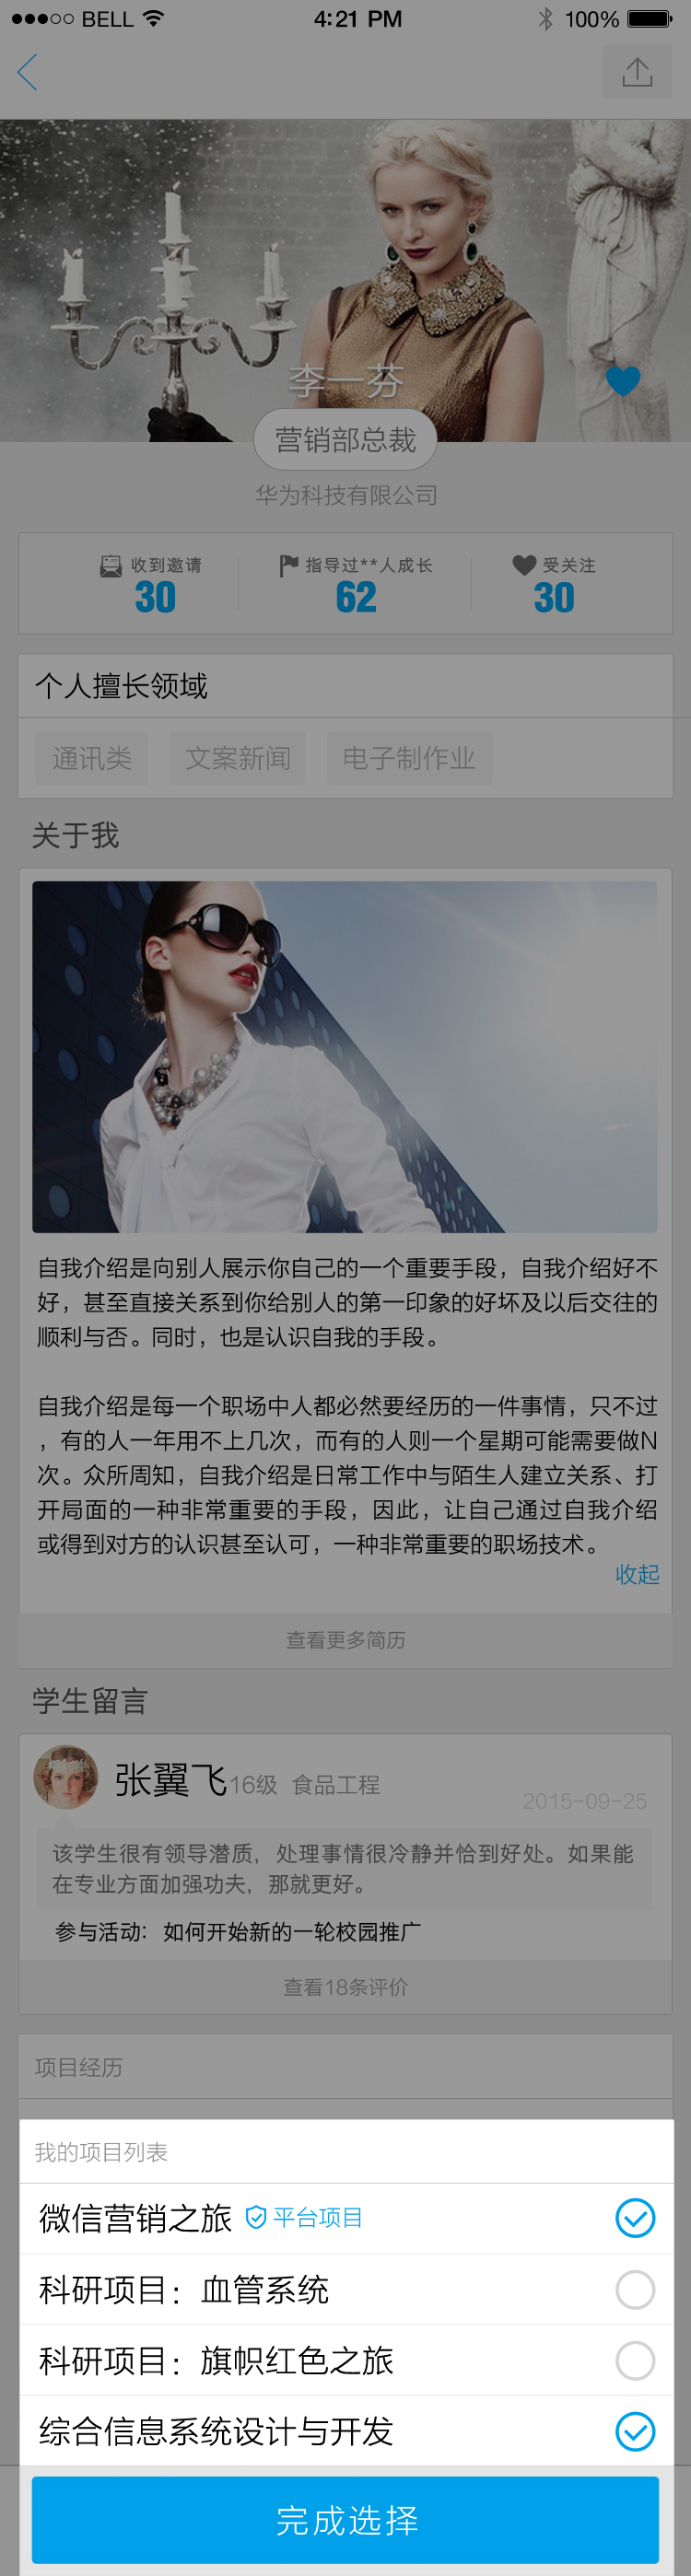 BELL 4:21 PM 100%
李一芬
营销部总裁
华为科技有限公司
收到邀请 指导过**人成长 受关注
30 62 30
个人擅长领域
通讯类 文案新闻 电子制作业
关于我
自我介绍是向别人展示你自己的一个重要手段，自我介绍好不
好，甚至直接关系到你给别人的第一印象的好坏及以后交往的
顺利与否。同时，也是认识自我的手段。
自我介绍是每一个职场中人都必然要经历的一件事情，只不过
，有的人一年用不上几次，而有的人则一个星期可能需要做N
次。众所周知，自我介绍是日常工作中与陌生人建立关系、打
开局面的一种非常重要的手段，因此，让自己通过自我介绍
或得到对方的认识甚至认可，一种非常重要的职场技术。
收起
查看更多简历
学生留言
张翼飞16级 食品工程
2015-09-25
该学生很有领导潜质，处理事情很冷静并恰到好处。如果能
在专业方面加强功夫，那就更好。
参与活动：如何开始新的一轮校园推广
查看18条评价
项目经历
我的项目列表
微信营销之旅 平台项目
科研项目：血管系统
科研项目：旗帜红色之旅
综合信息系统设计与开发
完成选择